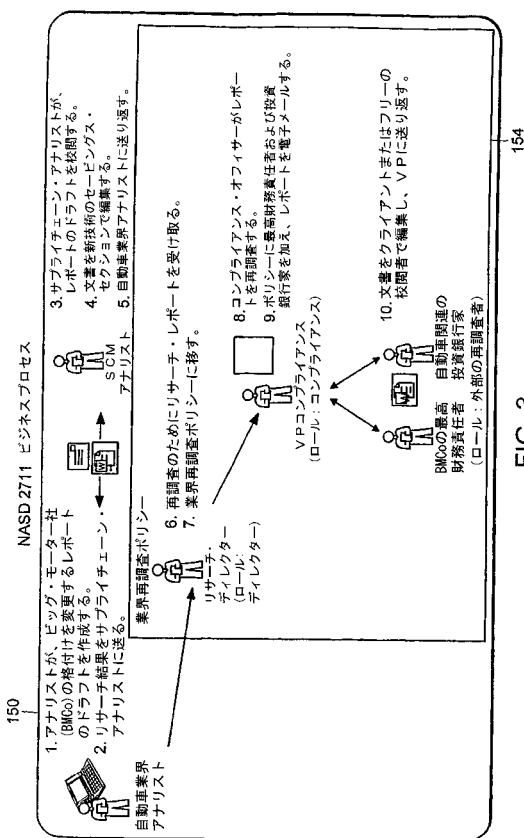 NASD 2711 ビジネスプロセス
150
1. アナリストが、ビッグ・モーター社
(BMCo)の格付けを変更するレポート
のドラフトを作成する。
2. リサーチ結果をサプライチェーン・
アナリストに送る。
自動車業界
アナリスト
SCM
アナリスト
3. サプライチェーン・アナリストが、
レポートのドラフトを校閲する。
4. 文書を新技術のセービングス・
セクションで編集する。
5. 自動車業界アナリストに送り返す。
業界再調査ポリシー
リサーチ・
ディレクター
(ロール:
ディレクター)
6. 再調査のためにリサーチ・レポートを受け取る。
7. 業界再調査ポリシーに移す。
VPコンプライアンス
(ロール:コンプライアンス)
8. コンプライアンス・オフィサーがレポー
トを再調査する。
9. ポリシーに最高財務責任者および投資
銀行家を加え、レポートを電子メールする。
BMCoの最高
財務責任者
自動車関連の
投資銀行家
(ロール:外部の再調査者)
10. 文書をクライアントまたはフリーの
校閲者で編集し、VPに送り返す。
154